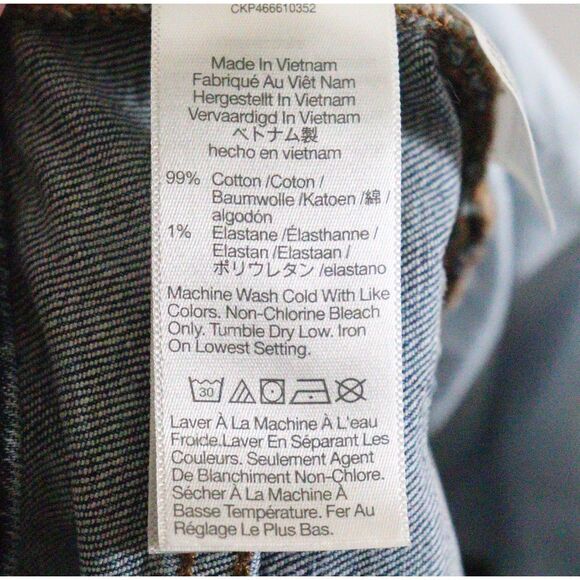 CKP466610352
Made In Vietnam
Fabriqué Au Viêt Nam
Hergestellt In Vietnam
Vervaardigd In Vietnam
ベトナム製
hecho en vietnam
99% Cotton /Coton /
Baumwolle /Katoen /綿 /
algodón
1% Elastane /Élasthanne /
Elastan /Elastaan /
ポリウレタン /elastano
Machine Wash Cold With Like
Colors. Non-Chlorine Bleach
Only. Tumble Dry Low. Iron
On Lowest Setting.
30
Laver À La Machine À L'eau
Froide.Laver En Séparant Les
Couleurs. Seulement Agent
De Blanchiment Non-Chlore.
Sécher À La Machine À
Basse Température. Fer Au
Réglage Le Plus Bas.